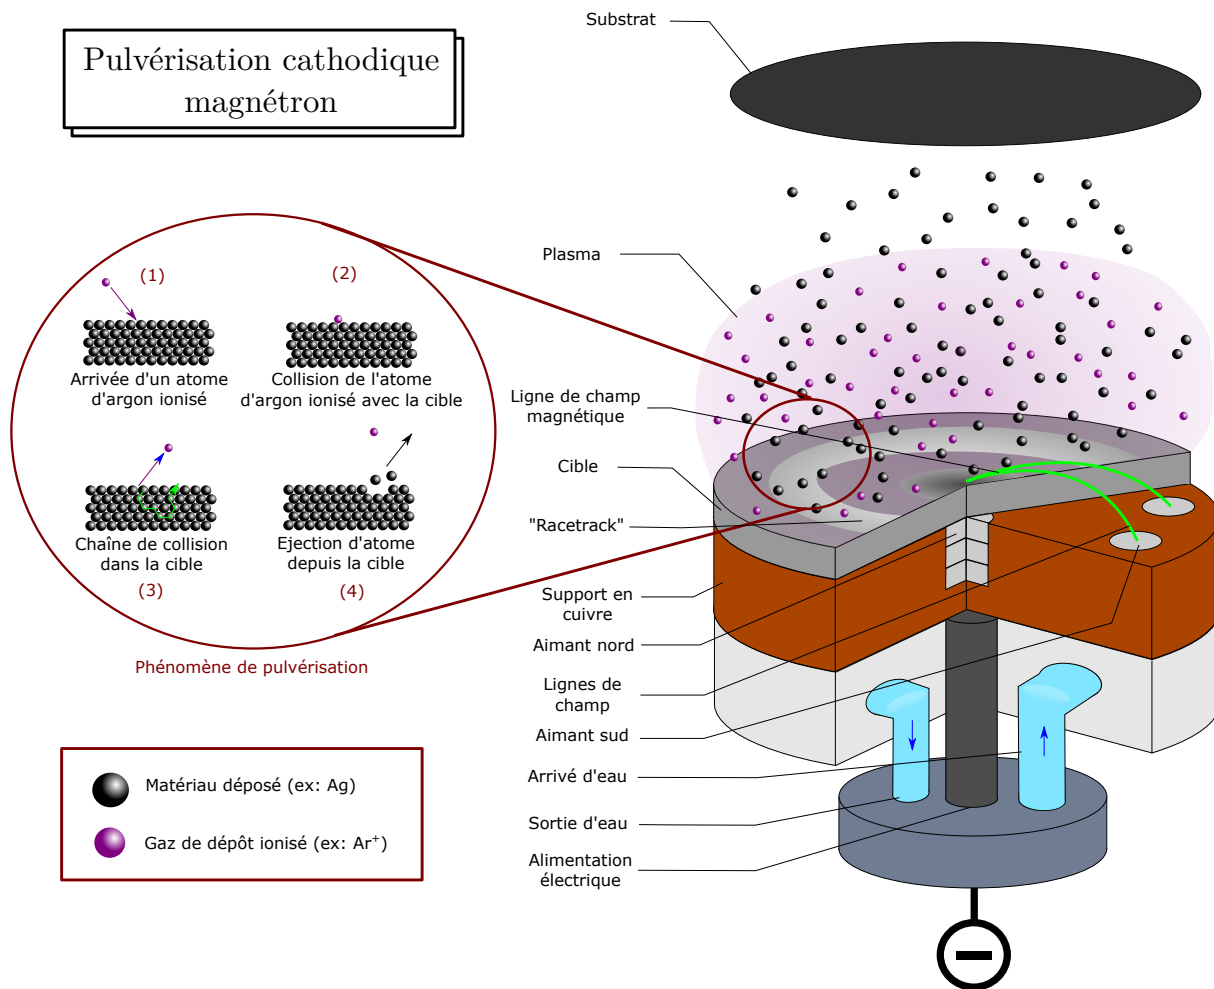 Pulvérisation cathodique
magnétron
Substrat
Plasma
Ligne de champ
magnétique
Cible
"Racetrack"
Support en
cuivre
Aimant nord
Lignes de
champ
Aimant sud
Arrivé d'eau
Sortie d'eau
Alimentation
électrique
(1)
Arrivée d'un atome
d'argon ionisé
(2)
Collision de l'atome
d'argon ionisé avec la cible
Chaîne de collision
dans la cible
(3)
Ejection d'atome
depuis la cible
(4)
Phénomène de pulvérisation
Matériau déposé (ex: Ag)
Gaz de dépôt ionisé (ex: Ar⁺)